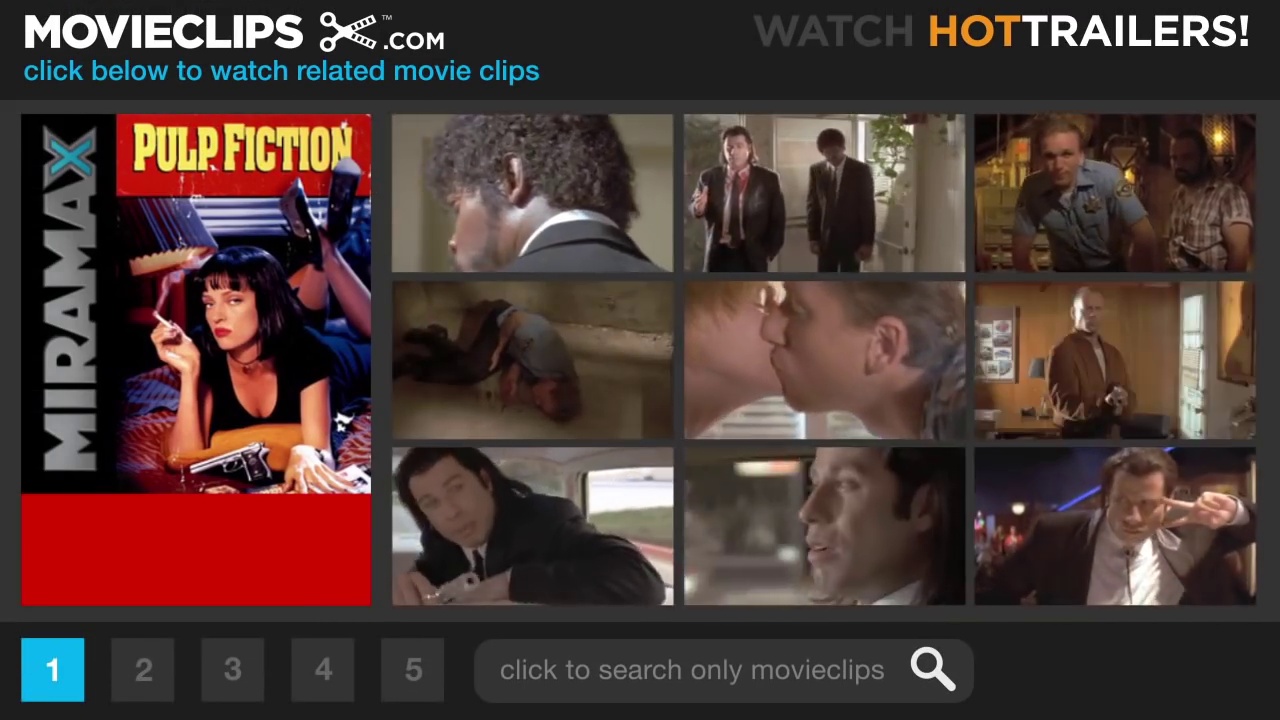 MOVIECLIPS ™ .COM
click below to watch related movie clips
WATCH HOTTRAILERS!
MIRAMAX
PULP FICTION
1 2 3 4 5
click to search only movieclips